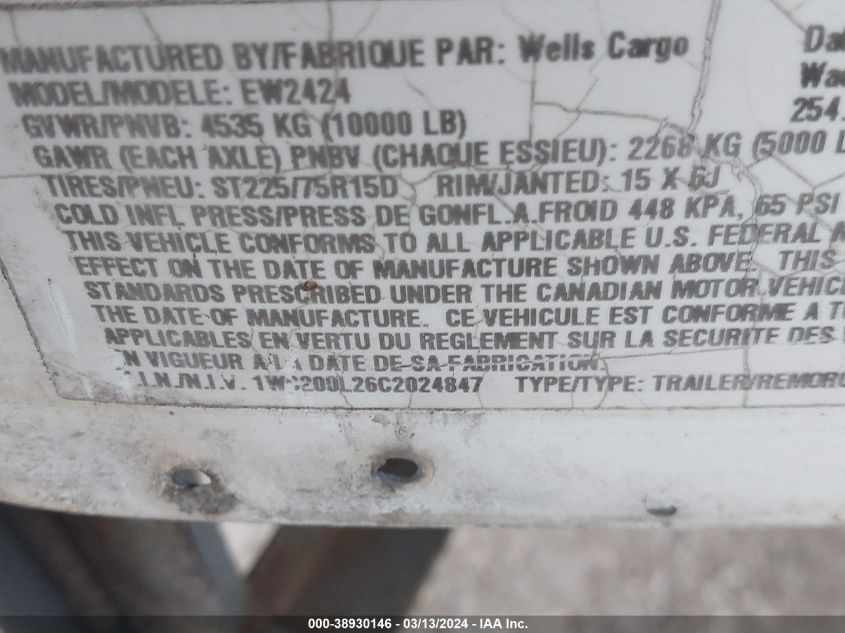 MANUFACTURED BY/FABRIQUE PAR: Wells Cargo Da
MODEL/MODELE: EW2424 Wa
GVWR/PNVB: 4535 KG (10000 LB) 254.
GAWR (EACH AXLE) PNBV (CHAQUE ESSIEU): 2268 KG (5000 L
TIRES/PNEU: ST225/75R15D RIM/JANTED: 15 X 6J
COLD INFL PRESS/PRESS DE GONFL.A.FROID 448 KPA, 65 PSI
THIS VEHICLE CONFORMS TO ALL APPLICABLE U.S. FEDERAL
EFFECT ON THE DATE OF MANUFACTURE SHOWN ABOVE. THIS
STANDARDS PRESCRIBED UNDER THE CANADIAN MOTOR VEHICL
THE DATE OF MANUFACTURE. CE VEHICULE EST CONFORME A TO
APPLICABLES EN VERTU DU REGLEMENT SUR LA SECURITE DES
EN VIGUEUR A LA DATE DE SA FABRICATION.
V.I.N./N.I.V. TYPE/TYPE: TRAILER/REMORQ
000-38930146 - 03/13/2024 - IAA Inc.